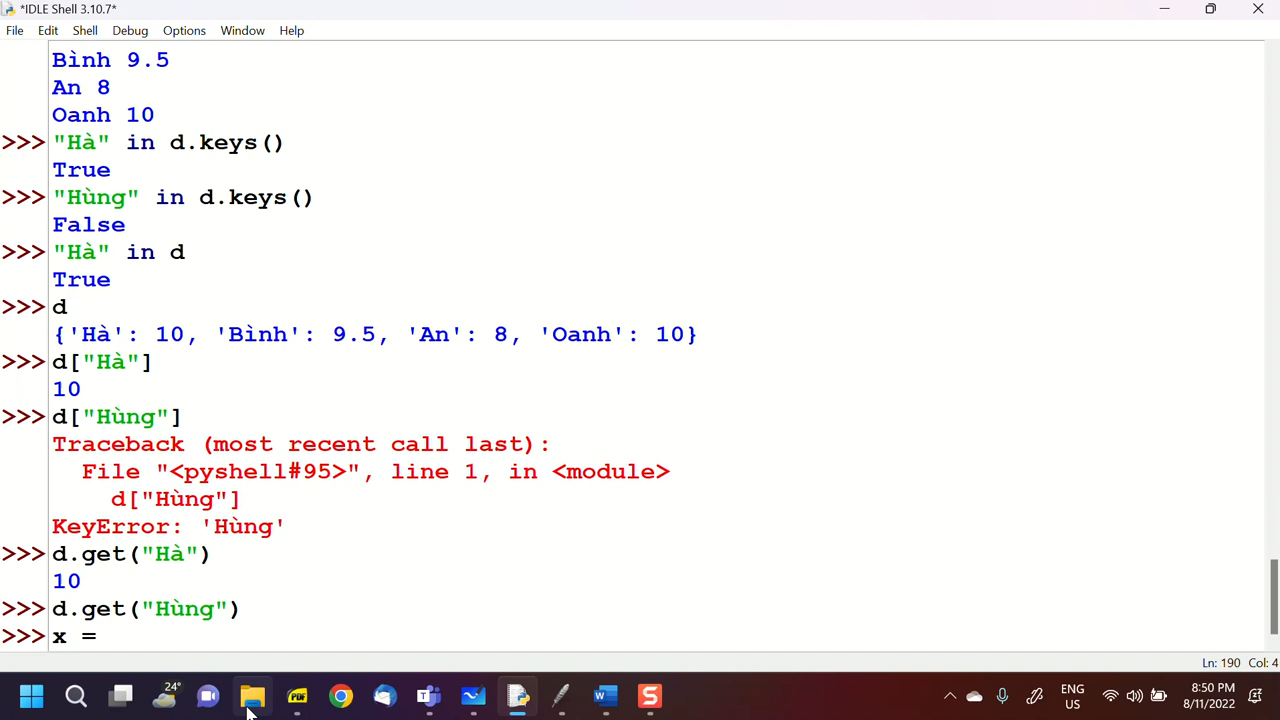 *IDLE Shell 3.10.7*
File Edit Shell Debug Options Window Help
Bình 9.5
An 8
Oanh 10
>>> "Hà" in d.keys()
True
>>> "Hùng" in d.keys()
False
>>> "Hà" in d
True
>>> d
{'Hà': 10, 'Bình': 9.5, 'An': 8, 'Oanh': 10}
>>> d["Hà"]
10
>>> d["Hùng"]
Traceback (most recent call last):
  File "<pyshell#95>", line 1, in <module>
    d["Hùng"]
KeyError: 'Hùng'
>>> d.get("Hà")
10
>>> d.get("Hùng")
>>> x =
Ln: 190 Col: 4
24°
PDF
ENG
US
8:50 PM
8/11/2022